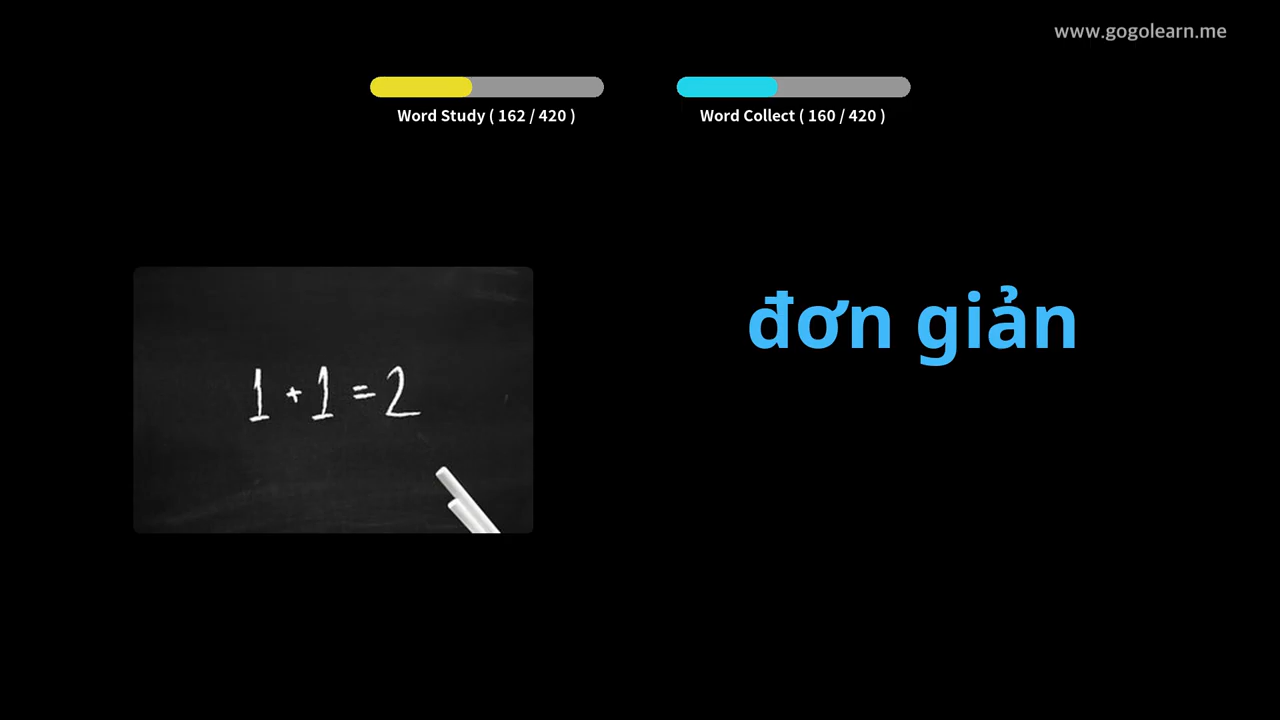 www.gogolearn.me
Word Study ( 162 / 420 )
Word Collect ( 160 / 420 )
đơn giản
1 + 1 = 2